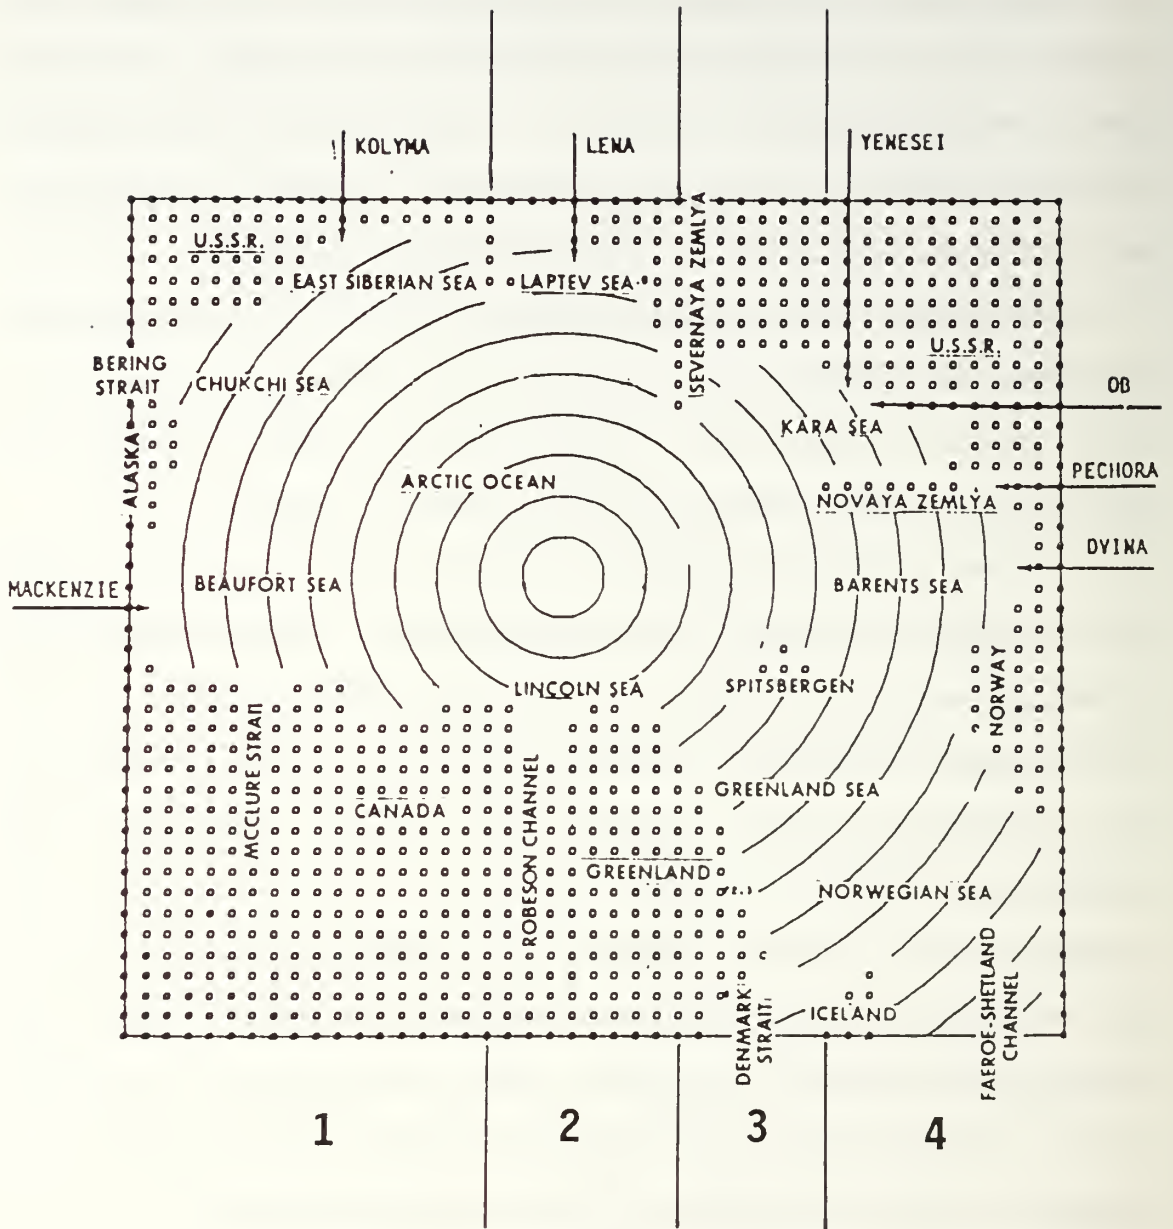 KOLYMA
LENA
YENESEI
U.S.S.R.
SEVERNAYA ZEMLYA
EAST SIBERIAN SEA
LAPTEV SEA
U.S.S.R.
BERING
STRAIT
CHUKCHI SEA
OB
KARA SEA
ALASKA
ARCTIC OCEAN
PECHORA
NOVAYA ZEMLYA
DVINA
MACKENZIE
BEAUFORT SEA
BARENTS SEA
LINCOLN SEA
SPITSBERGEN
NORWAY
MCCLURE STRAIT
ROBESON CHANNEL
GREENLAND SEA
CANADA
GREENLAND
NORWEGIAN SEA
FAEROE-SHETLAND
CHANNEL
DENMARK
STRAIT
ICELAND
1
2
3
4